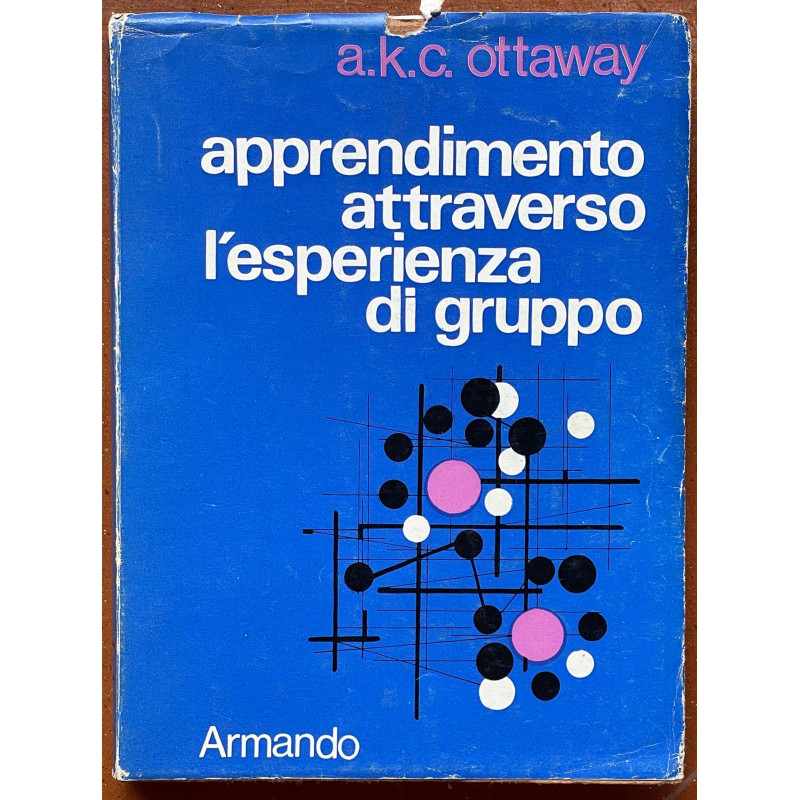 a.k.c. ottaway
apprendimento
attraverso
l'esperienza
di gruppo
Armando